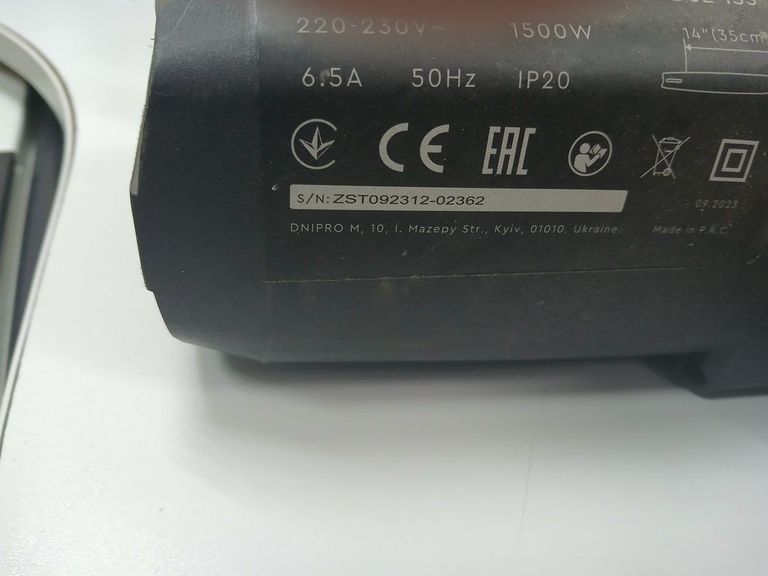 220-230V~ 1500W 14"(35cm
6.5A 50Hz IP20
CE EAC
S/N: ZST092312-02362
09.2023
DNIPRO M, 10, I. Mazepy Str., Kyiv, 01010, Ukraine. Made in P.R.C